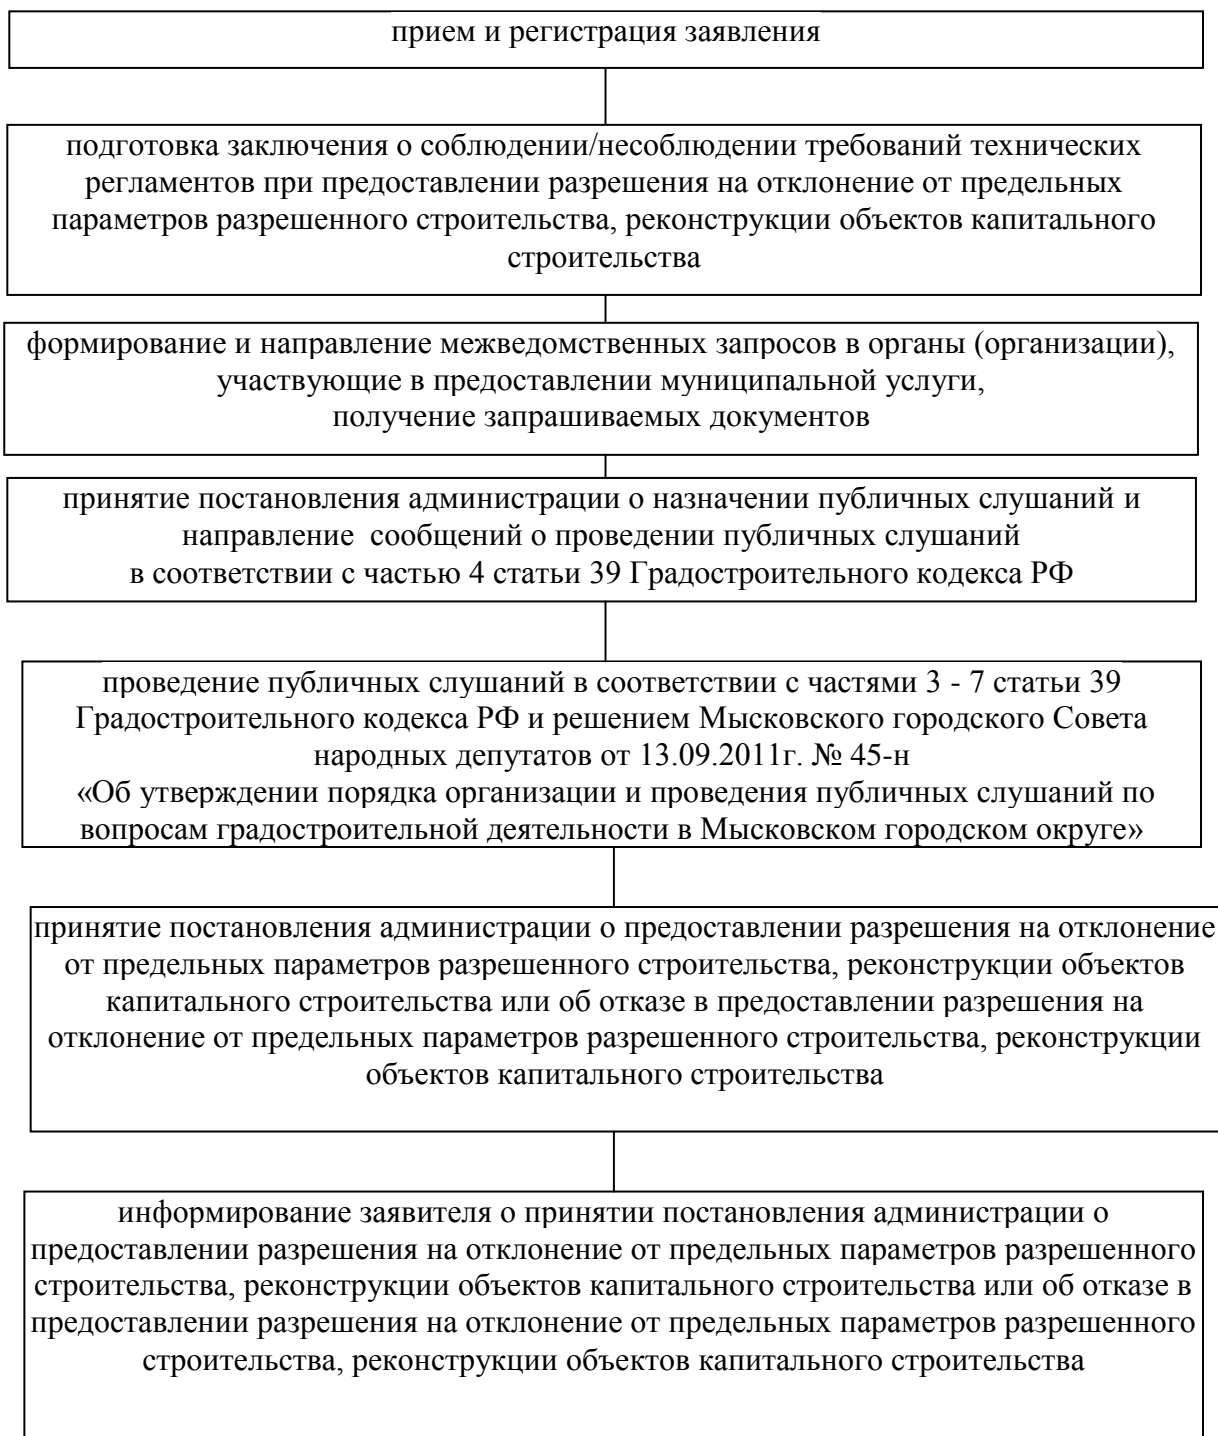 прием и регистрация заявления
подготовка заключения о соблюдении/несоблюдении требований технических
регламентов при предоставлении разрешения на отклонение от предельных
параметров разрешенного строительства, реконструкции объектов капитального
строительства
формирование и направление межведомственных запросов в органы (организации),
участвующие в предоставлении муниципальной услуги,
получение запрашиваемых документов
принятие постановления администрации о назначении публичных слушаний и
направление  сообщений о проведении публичных слушаний
в соответствии с частью 4 статьи 39 Градостроительного кодекса РФ
проведение публичных слушаний в соответствии с частями 3 - 7 статьи 39
Градостроительного кодекса РФ и решением Мысковского городского Совета
народных депутатов от 13.09.2011г. № 45-н
«Об утверждении порядка организации и проведения публичных слушаний по
вопросам градостроительной деятельности в Мысковском городском округе»
принятие постановления администрации о предоставлении разрешения на отклонение
от предельных параметров разрешенного строительства, реконструкции объектов
капитального строительства или об отказе в предоставлении разрешения на
отклонение от предельных параметров разрешенного строительства, реконструкции
объектов капитального строительства
информирование заявителя о принятии постановления администрации о
предоставлении разрешения на отклонение от предельных параметров разрешенного
строительства, реконструкции объектов капитального строительства или об отказе в
предоставлении разрешения на отклонение от предельных параметров разрешенного
строительства, реконструкции объектов капитального строительства